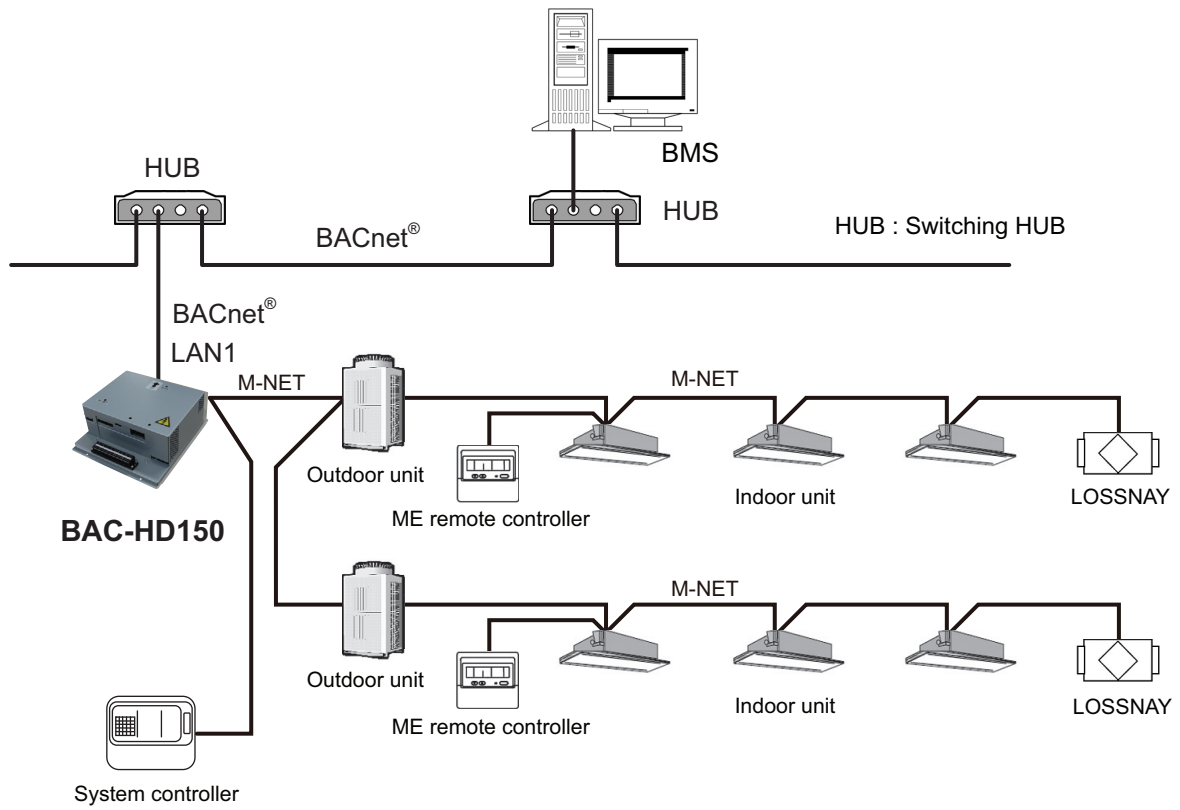 BMS
HUB
HUB
HUB : Switching HUB
BACnet®
BACnet®
LAN1
M-NET
M-NET
Outdoor unit
ME remote controller
Indoor unit
LOSSNAY
BAC-HD150
M-NET
Outdoor unit
ME remote controller
Indoor unit
LOSSNAY
System controller